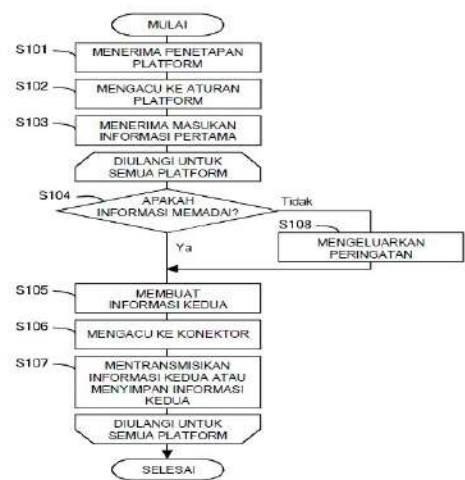 MULAI
S101
MENERIMA PENETAPAN
PLATFORM
S102
MENGACU KE ATURAN
PLATFORM
S103
MENERIMA MASUKAN
INFORMASI PERTAMA
DIULANGI UNTUK
SEMUA PLATFORM
S104
APAKAH
INFORMASI MEMADAI?
Tidak
S108
MENGELUARKAN
PERINGATAN
Ya
S105
MEMBUAT
INFORMASI KEDUA
S106
MENGACU KE KONEKTOR
S107
MENTRANSMISIKAN
INFORMASI KEDUA ATAU
MENYIMPAN INFORMASI
KEDUA
DIULANGI UNTUK
SEMUA PLATFORM
SELESAI